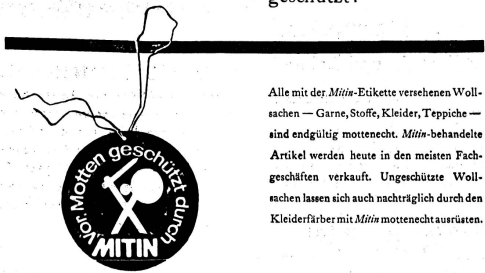 geschützt?
Alle mit der Mitin-Etikette versehenen Woll-
sachen — Garne, Stoffe, Kleider, Teppiche —
sind endgültig mottenecht. Mitin-behandelte
Artikel werden heute in den meisten Fach-
geschäften verkauft. Ungeschützte Woll-
sachen lassen sich auch nachträglich durch den
Kleiderfärber mit Mitin mottenecht ausrüsten.
Vor Motten geschützt durch
MITIN